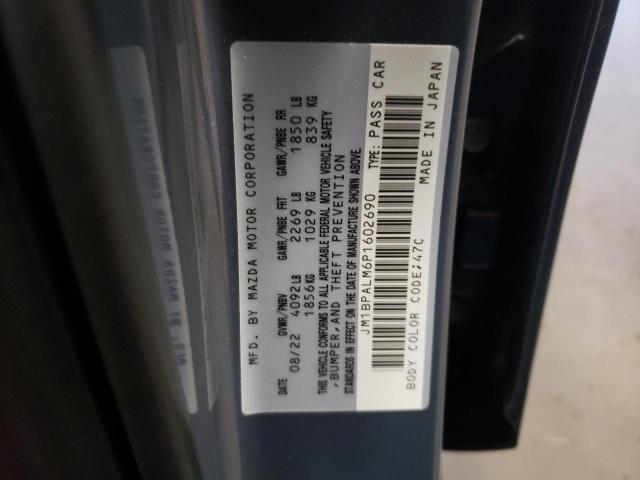 MFD. BY MAZDA MOTOR CORPORATION
DATE GVWR/PNBV GAWR/PNBE FRT GAWR/PNBE RR
08/22 4092LB 2269 LB 1850 LB
1856KG 1029 KG 839 KG
THIS VEHICLE CONFORMS TO ALL APPLICABLE FEDERAL MOTOR VEHICLE SAFETY
,BUMPER,AND THEFT PREVENTION
STANDARDS IN EFFECT ON THE DATE OF MANUFACTURE SHOWN ABOVE.
JM1BPALM6P1602690 TYPE: PASS CAR
BODY COLOR CODE;47C MADE IN JAPAN